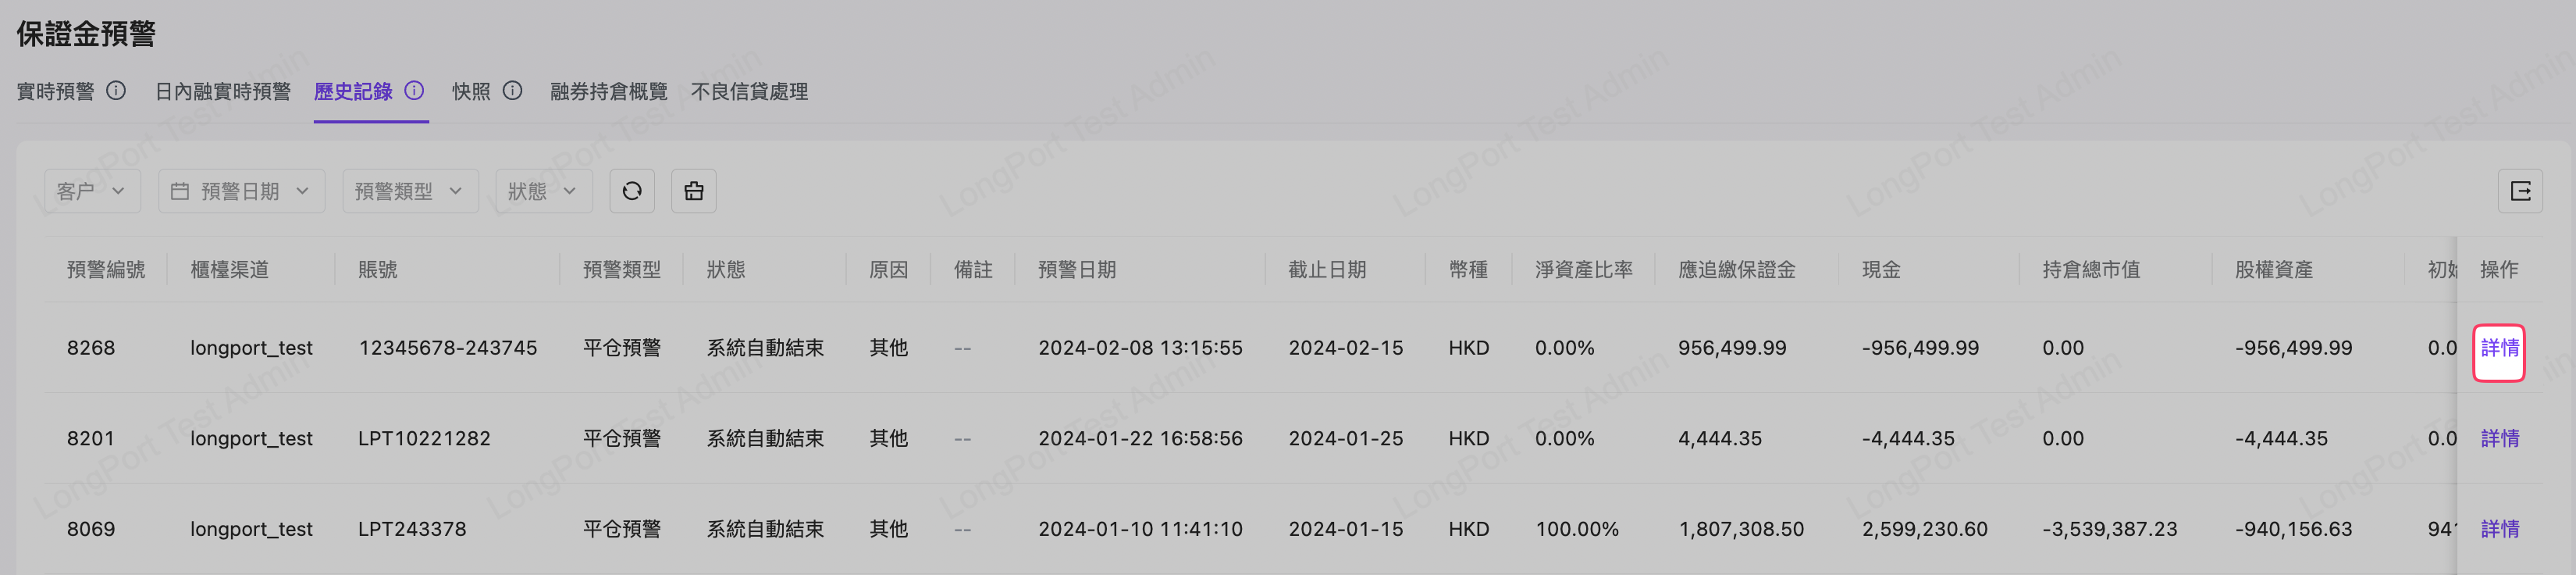 保證金預警
實時預警 日內融實時預警 歷史記錄 快照 融券持倉概覽 不良信貸處理
客户 預警日期 預警類型 狀態
預警編號 櫃檯渠道 賬號 預警類型 狀態 原因 備註 預警日期 截止日期 幣種 淨資產比率 應追繳保證金 現金 持倉總市值 股權資產 初始 操作
8268 longport_test 12345678-243745 平仓預警 系統自動結束 其他 -- 2024-02-08 13:15:55 2024-02-15 HKD 0.00% 956,499.99 -956,499.99 0.00 -956,499.99 0.0 詳情
8201 longport_test LPT10221282 平仓預警 系統自動結束 其他 -- 2024-01-22 16:58:56 2024-01-25 HKD 0.00% 4,444.35 -4,444.35 0.00 -4,444.35 0.0 詳情
8069 longport_test LPT243378 平仓預警 系統自動結束 其他 -- 2024-01-10 11:41:10 2024-01-15 HKD 100.00% 1,807,308.50 2,599,230.60 -3,539,387.23 -940,156.63 941 詳情
LongPort Test Admin